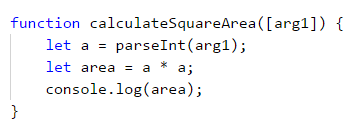 function calculateSquareArea([arg1]) {
    let a = parseInt(arg1);
    let area = a * a;
    console.log(area);
}